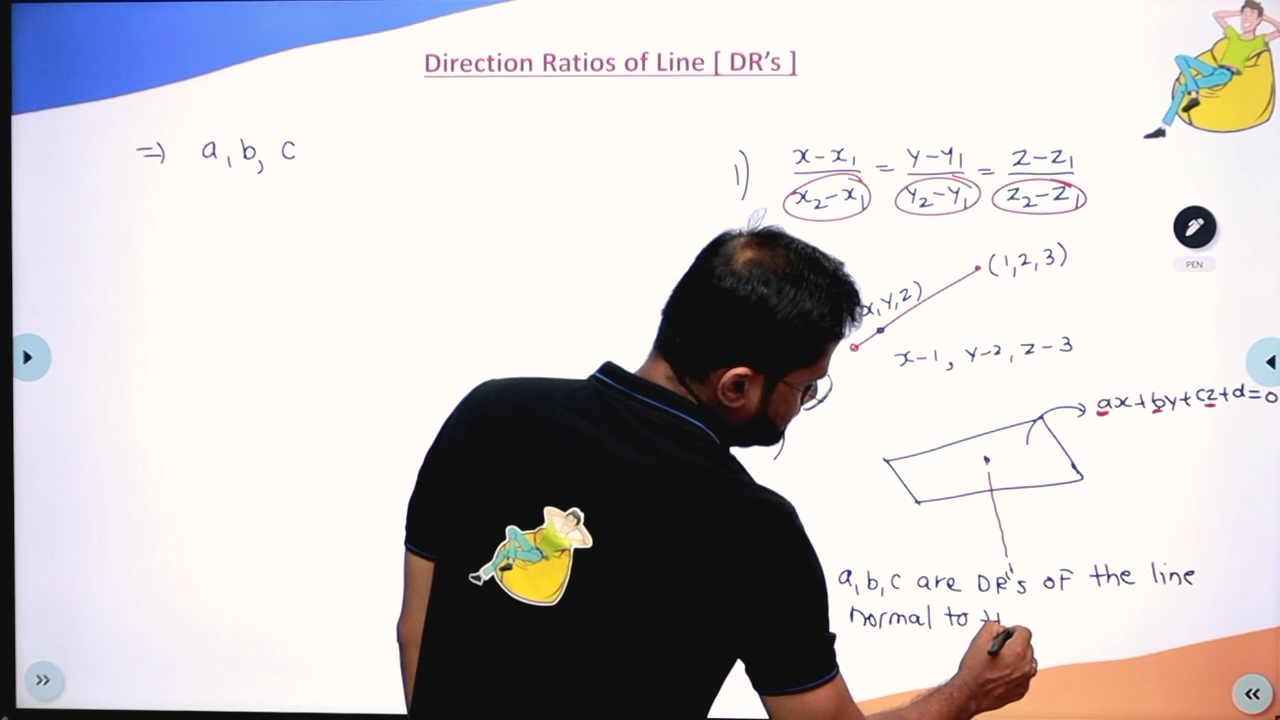 Direction Ratios of Line [ DR's ]
⇒ a, b, c
1) x-x₁/x₂-x₁ = y-y₁/y₂-y₁ = z-z₁/z₂-z₁
(1,2,3)
x,y,z)
x-1, y-2, z-3
ax+by+cz+d=0
a,b,c are DR's of the line
normal to
PEN